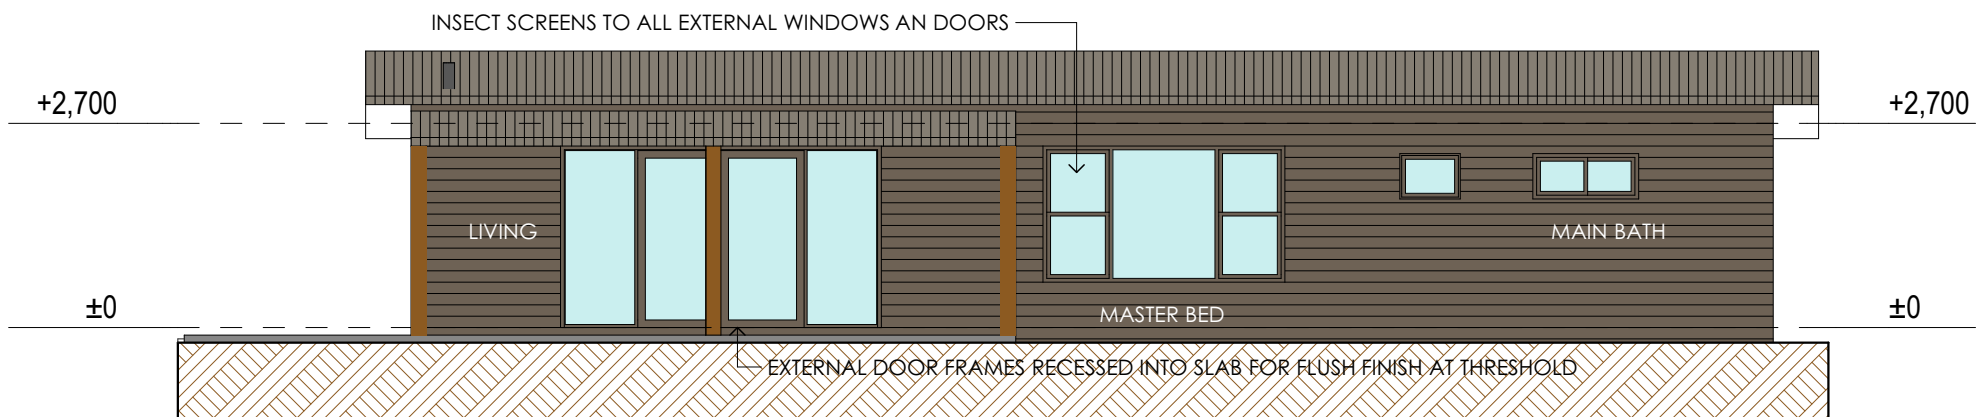 INSECT SCREENS TO ALL EXTERNAL WINDOWS AN DOORS
+2,700
+2,700
LIVING
MAIN BATH
±0
MASTER BED
±0
EXTERNAL DOOR FRAMES RECESSED INTO SLAB FOR FLUSH FINISH AT THRESHOLD